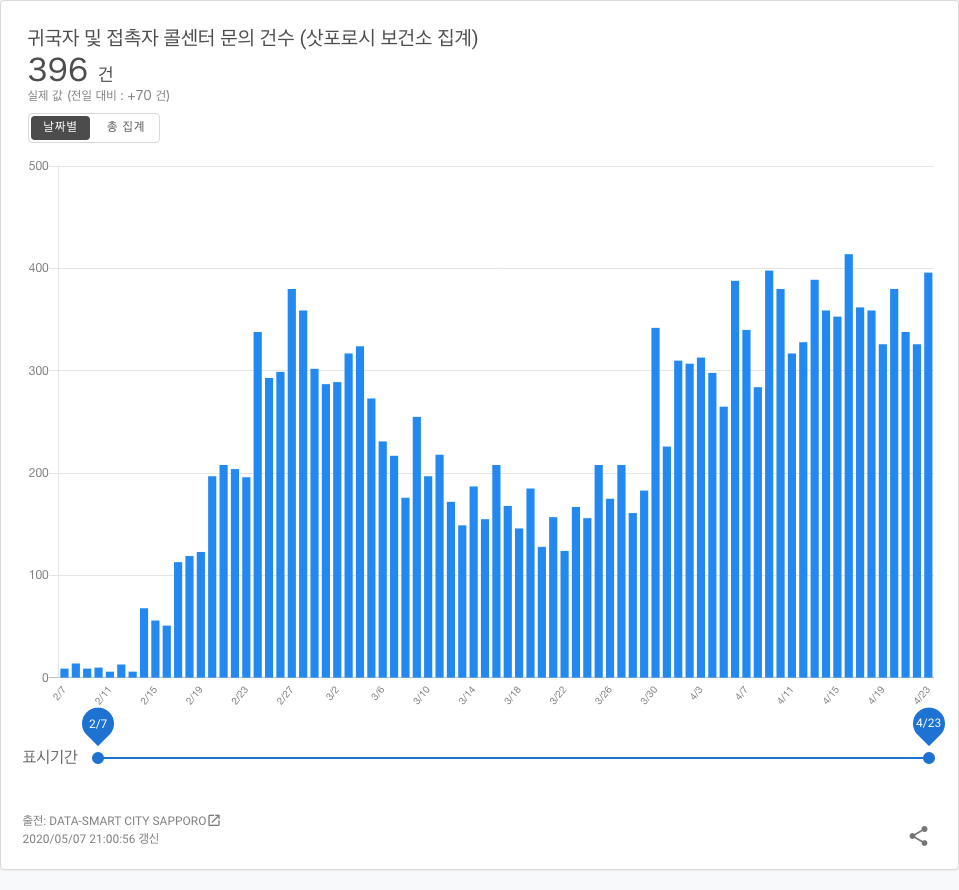 귀국자 및 접촉자 콜센터 문의 건수 (삿포로시 보건소 집계)
396 건
실제 값 (전일 대비 : +70 건)
날짜별 총 집계
500
400
300
200
100
0
2/7 2/11 2/15 2/19 2/23 2/27 3/2 3/6 3/10 3/14 3/18 3/22 3/26 3/30 4/3 4/7 4/11 4/15 4/19 4/23
2/7 4/23
표시기간
출전: DATA-SMART CITY SAPPORO
2020/05/07 21:00:56 갱신